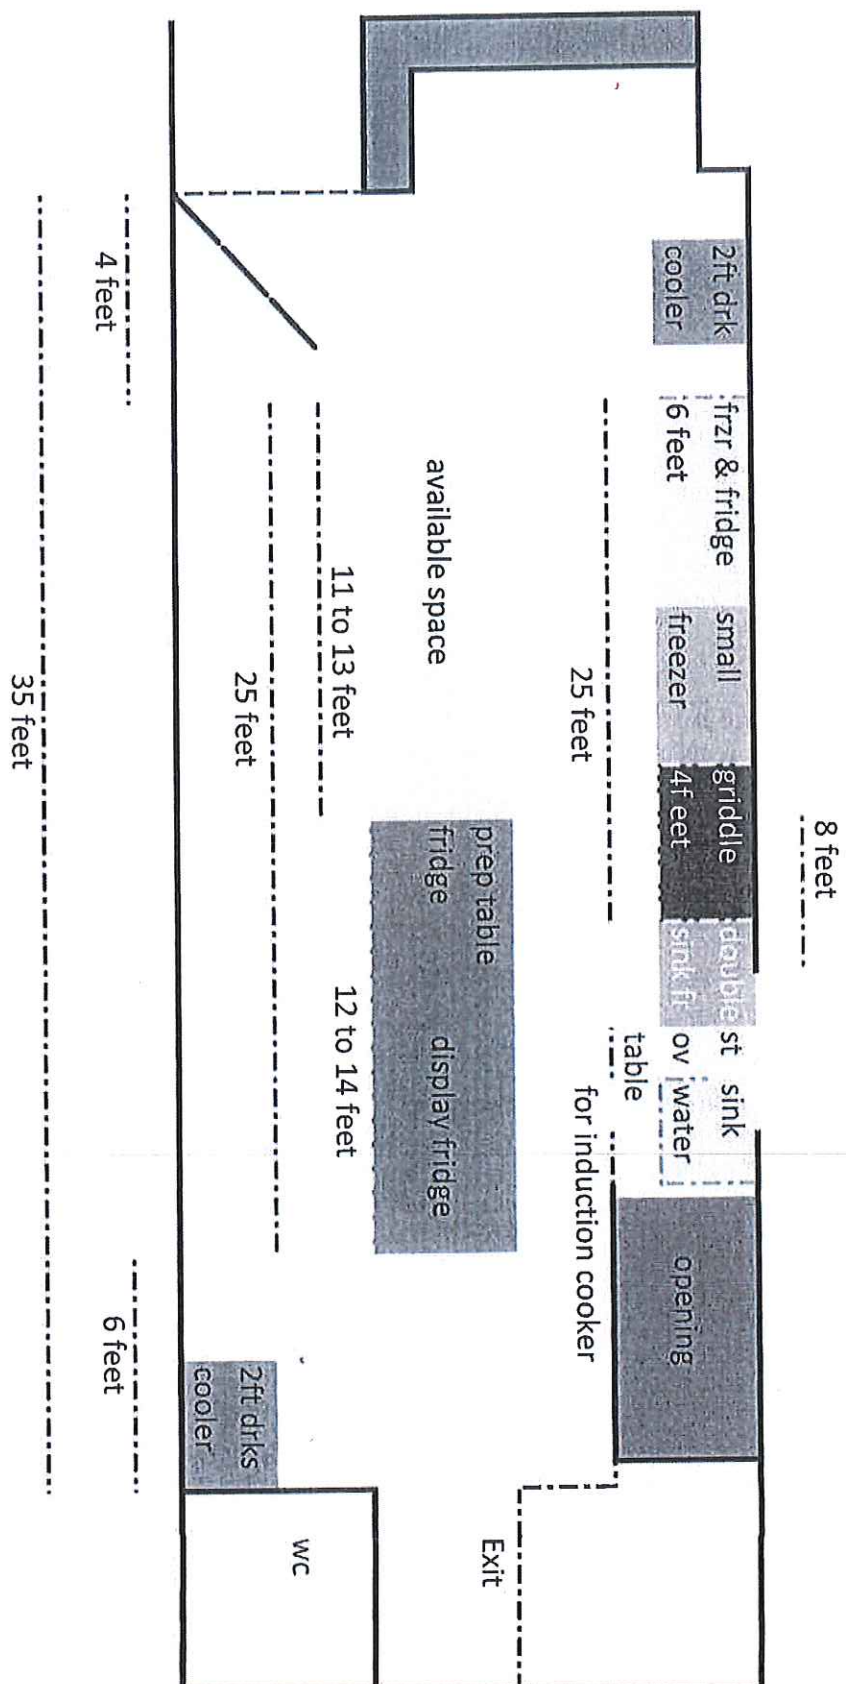 8 feet
2ft drk
cooler
frzr & fridge
6 feet
small
freezer
griddle
4f eet
double
sink ft
st
ov
sink
water
table
opening
25 feet
for induction cooker
Exit
prep table
fridge
display fridge
available space
11 to 13 feet
12 to 14 feet
wc
25 feet
2ft drks
cooler
4 feet
6 feet
35 feet